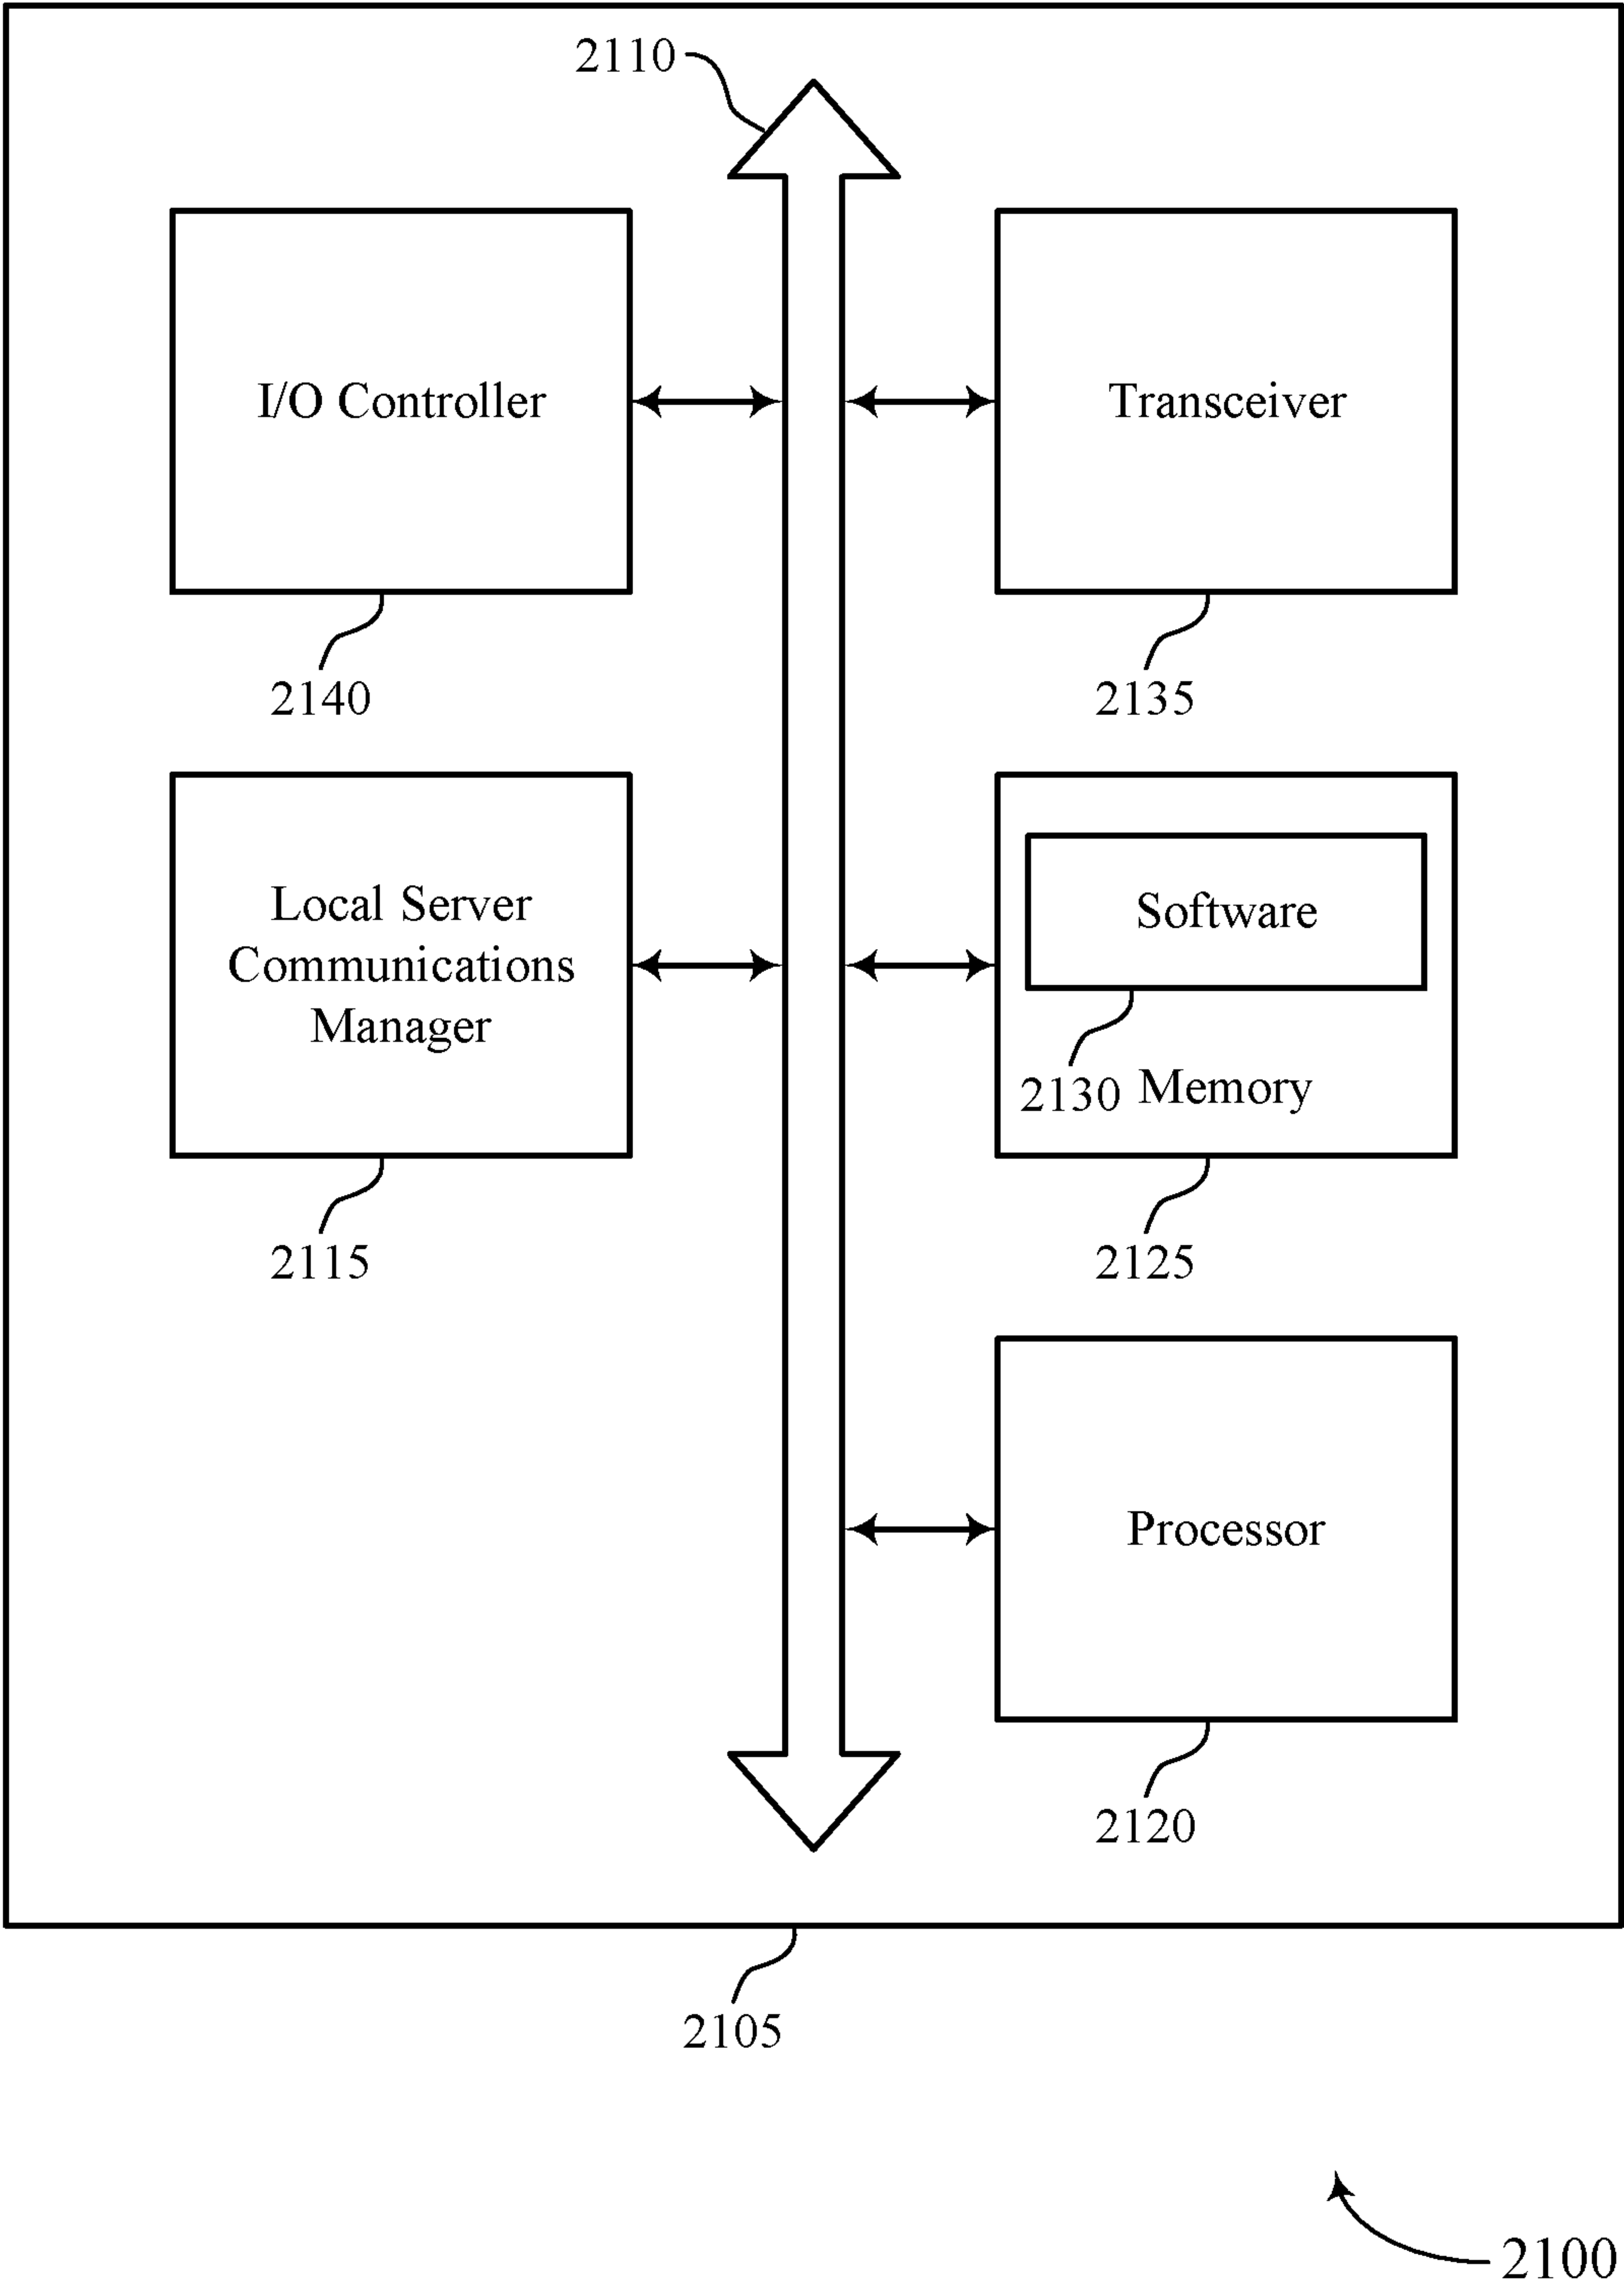 2110
I/O Controller
Transceiver
2140
2135
Local Server
Communications
Manager
Software
2130 Memory
2115
2125
Processor
2120
2105
2100